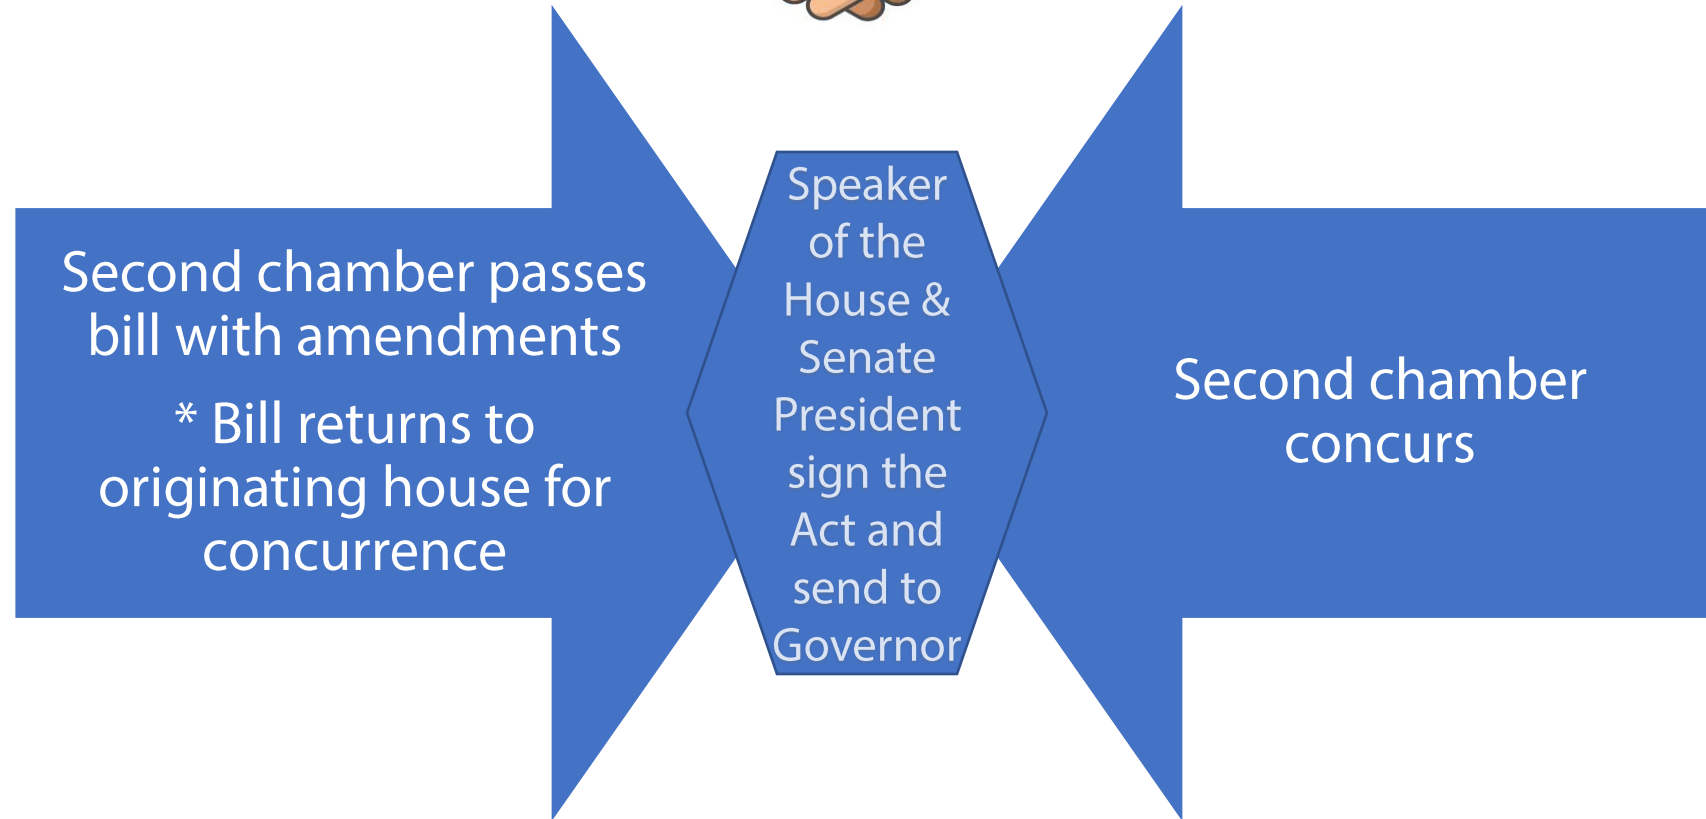 Second chamber passes
bill with amendments
* Bill returns to
originating house for
concurrence
Speaker
of the
House &
Senate
President
sign the
Act and
send to
Governor
Second chamber
concurs